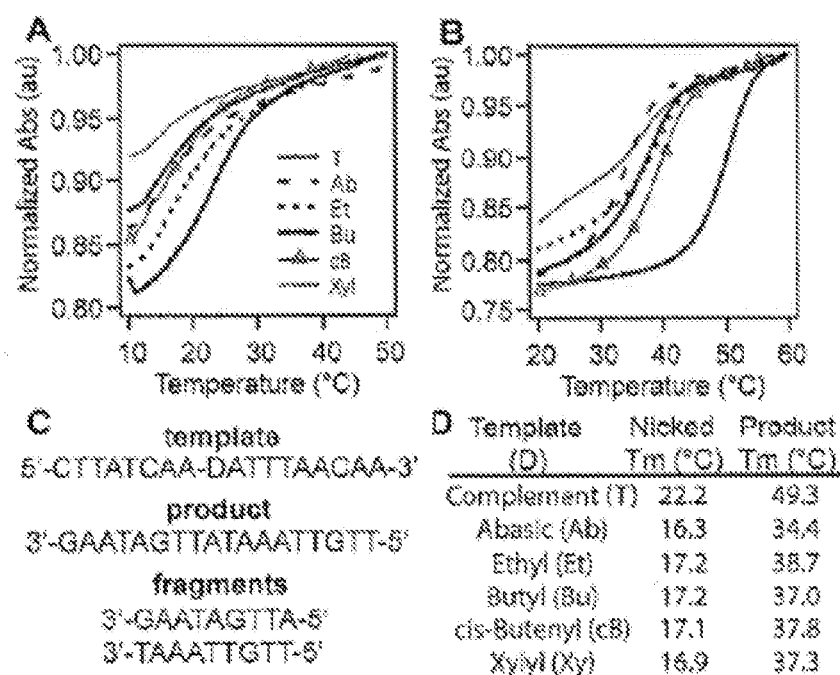 A
B
Normalized Abs (au)
1.00
0.95
0.90
0.85
0.80
10 20 30 40 50
Temperature (°C)
T
Ab
Et
Bu
cB
Xyl
Normalized Abs (au)
1.00
0.95
0.90
0.85
0.80
0.75
20 30 40 50 60
Temperature (°C)
C
template
5'-CTTATCAA-DATTTAACAA-3'
product
3'-GAATAGTTATAAATTGTT-5'
fragments
3'-GAATAGTTA-5'
3'-TAAATTGTT-5'
D Template Nicked Product
(D) Tm (°C) Tm (°C)
Complement (T) 22.2 49.3
Abasic (Ab) 16.3 34.4
Ethyl (Et) 17.2 38.7
Butyl (Bu) 17.2 37.0
cis-Butenyl (cB) 17.1 37.8
Xylyl (Xy) 16.9 37.3